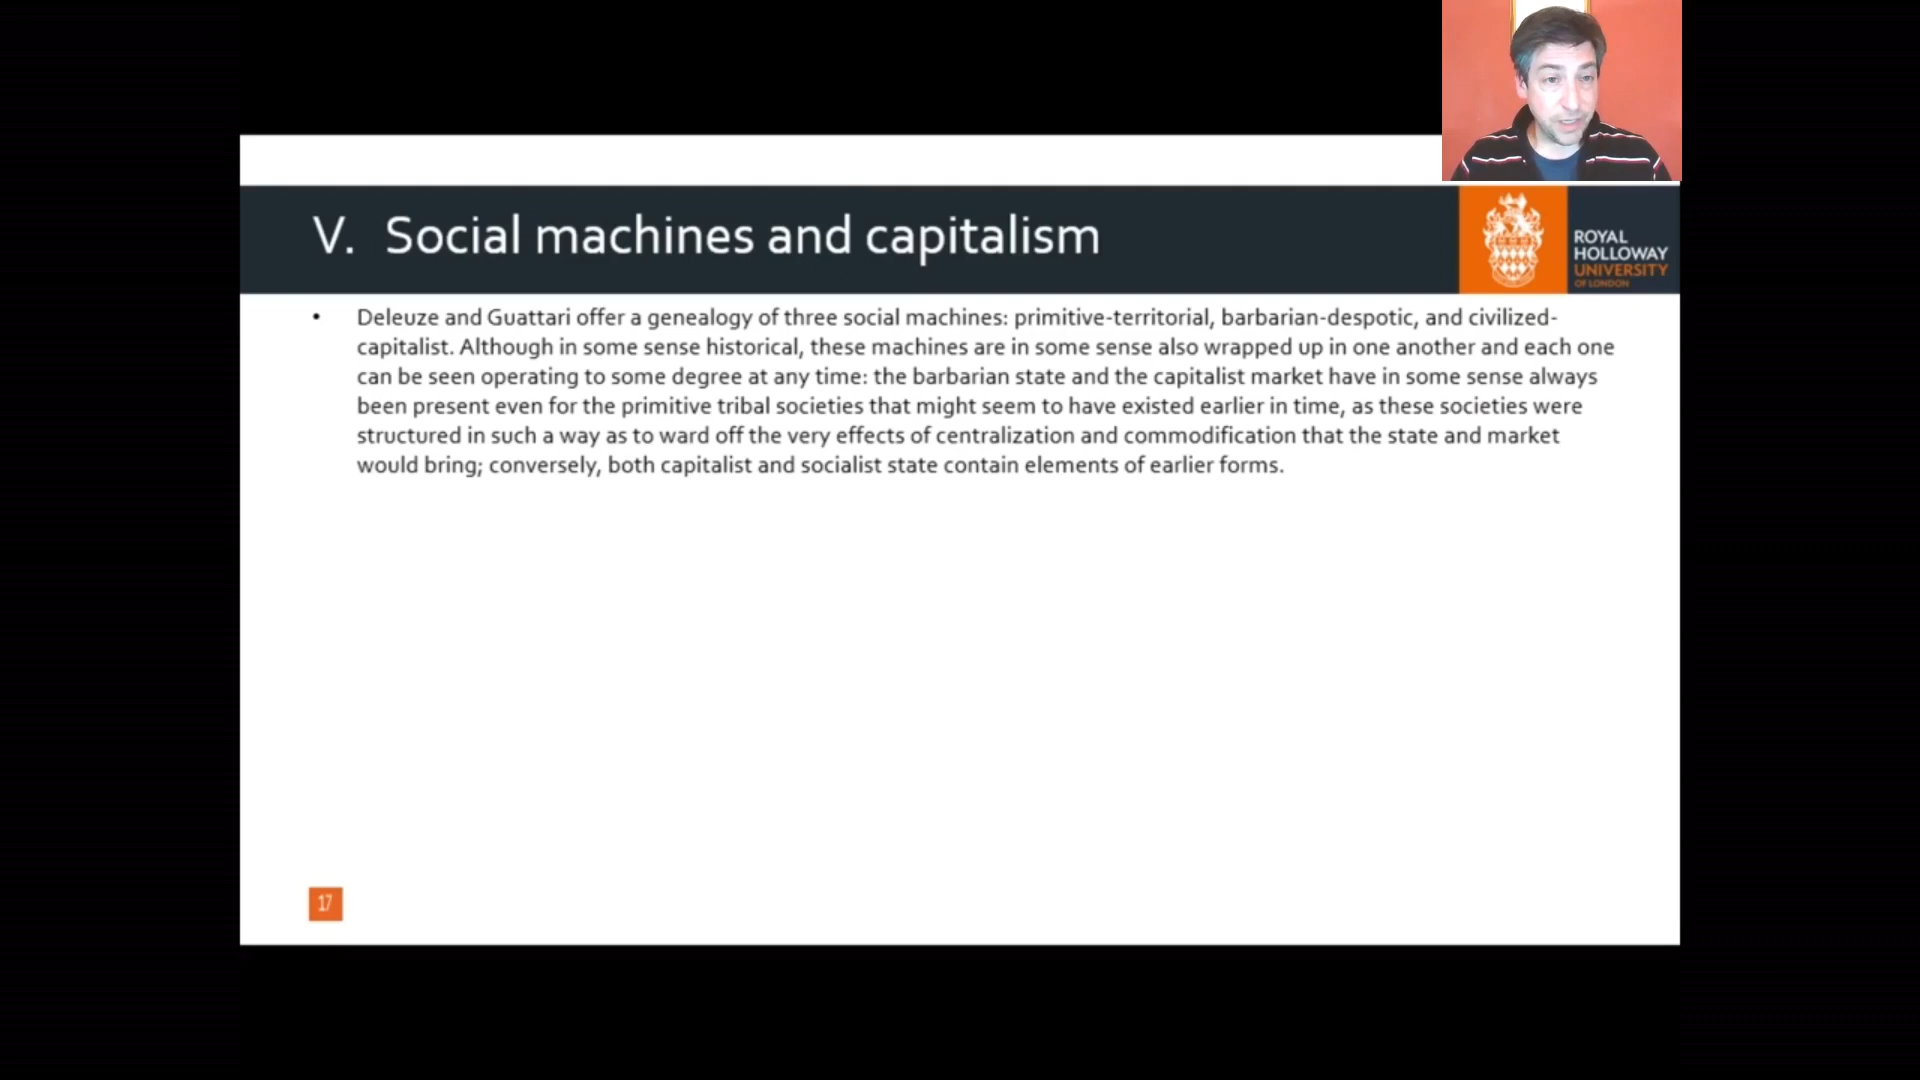 V. Social machines and capitalism
ROYAL
HOLLOWAY
UNIVERSITY
OF LONDON
• Deleuze and Guattari offer a genealogy of three social machines: primitive-territorial, barbarian-despotic, and civilized-
capitalist. Although in some sense historical, these machines are in some sense also wrapped up in one another and each one
can be seen operating to some degree at any time: the barbarian state and the capitalist market have in some sense always
been present even for the primitive tribal societies that might seem to have existed earlier in time, as these societies were
structured in such a way as to ward off the very effects of centralization and commodification that the state and market
would bring; conversely, both capitalist and socialist state contain elements of earlier forms.
17